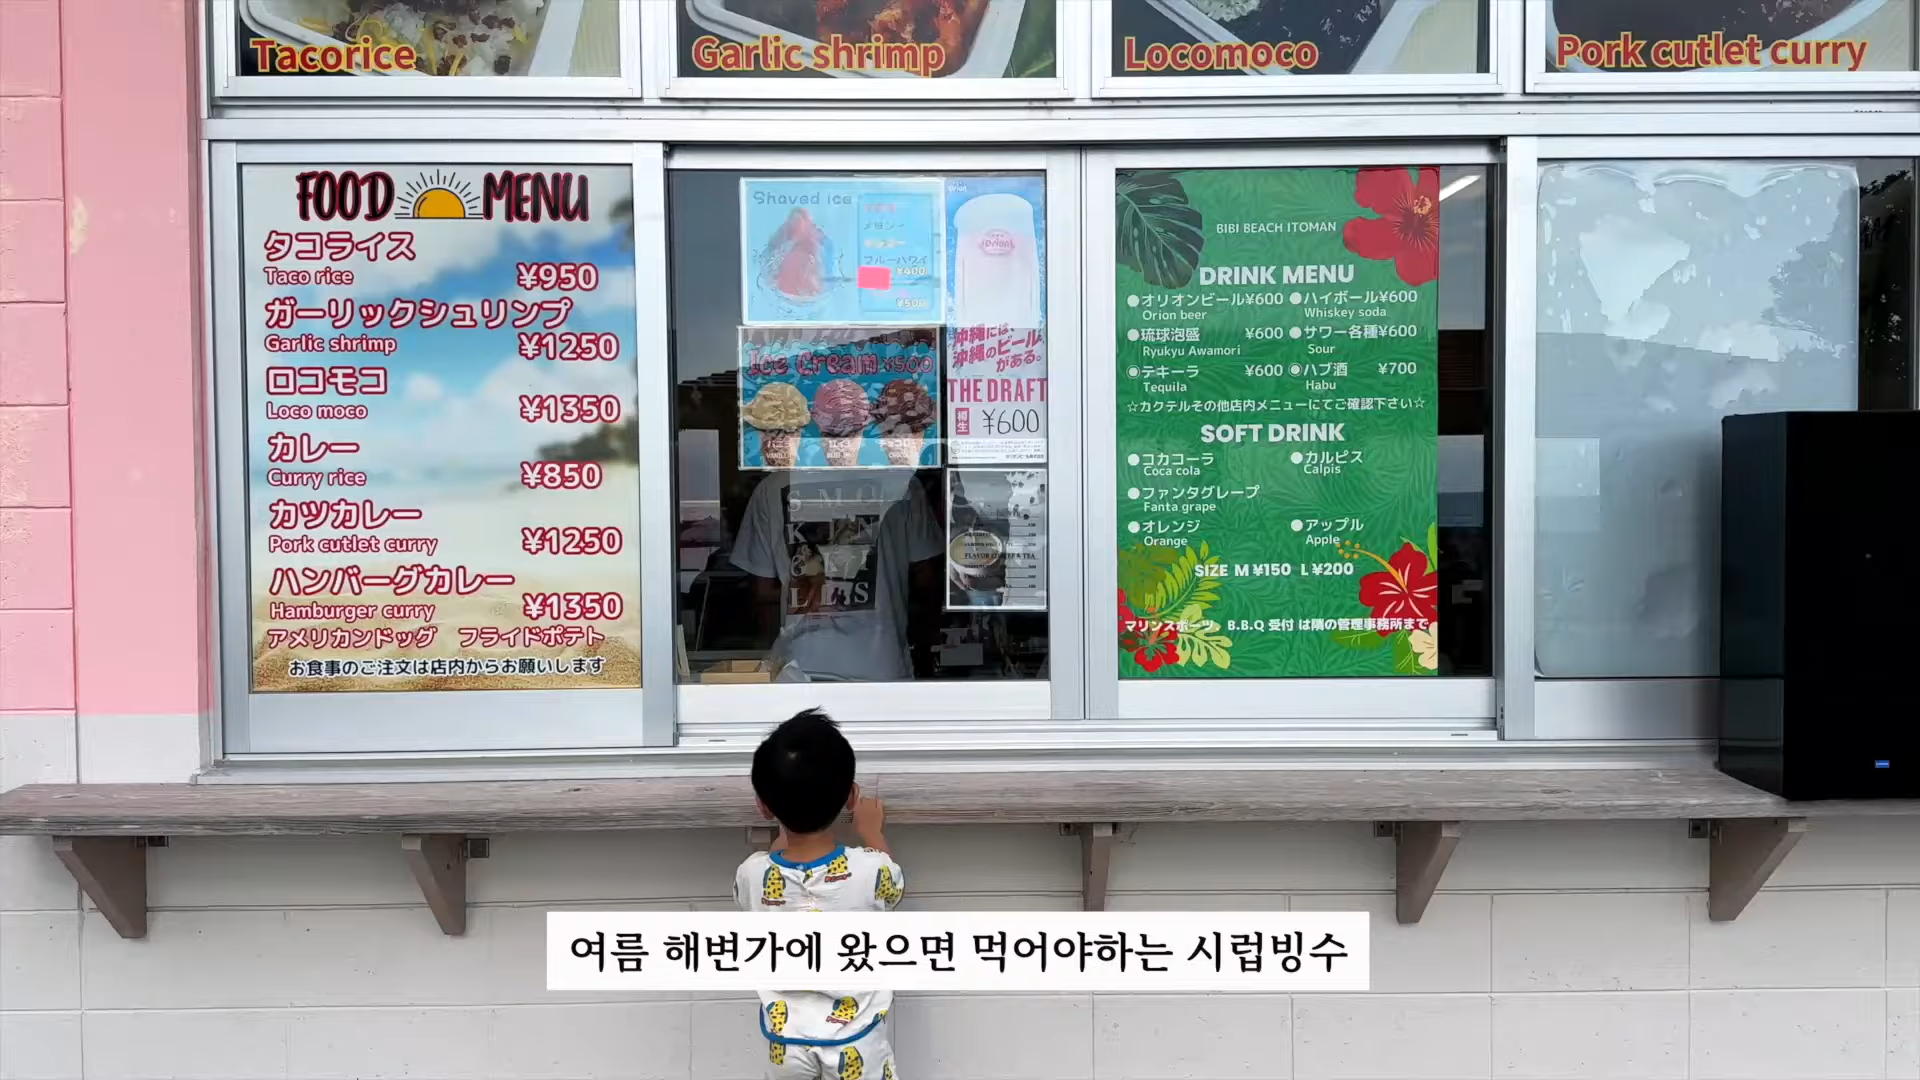 Tacorice
Garlic shrimp
Locomoco
Pork cutlet curry
FOOD MENU
タコライス
Taco rice ¥950
ガーリックシュリンプ
Garlic shrimp ¥1250
ロコモコ
Loco moco ¥1350
カレー
Curry rice ¥850
カツカレー
Pork cutlet curry ¥1250
ハンバーグカレー
Hamburger curry ¥1350
アメリカンドッグ フライドポテト
お食事のご注文は店内からお願いします
Shaved ice
ブルーハワイ
¥400
¥500
Ice Cream ¥500
Orion
沖縄には、
沖縄のビール
がある。
THE DRAFT
樽生 ¥600
SMO
KIN
LLS
BIBI BEACH ITOMAN
DRINK MENU
●オリオンビール¥600 ●ハイボール¥600
Orion beer Whiskey soda
●琉球泡盛 ¥600 ●サワー各種¥600
Ryukyu Awamori Sour
◉テキーラ ¥600 ◉ハブ酒 ¥700
Tequila Habu
☆カクテルその他店内メニューにてご確認下さい☆
SOFT DRINK
●コカコーラ ●カルピス
Coca cola Calpis
●ファンタグレープ
Fanta grape
●オレンジ ●アップル
Orange Apple
SIZE M ¥150 L ¥200
マリンスポーツ、B.B.Q 受付 は隣の管理事務所まで
여름 해변가에 왔으면 먹어야하는 시럽빙수